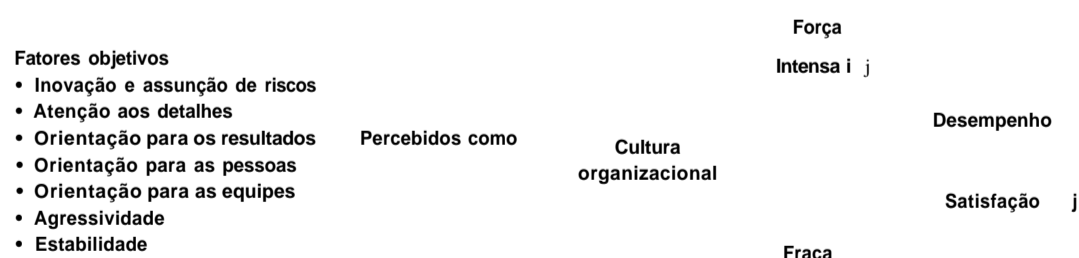 Força
Intensa i j
Fatores objetivos
• Inovação e assunção de riscos
• Atenção aos detalhes
• Orientação para os resultados
• Orientação para as pessoas
• Orientação para as equipes
• Agressividade
• Estabilidade
Percebidos como
Cultura
organizacional
Desempenho
Satisfação j
Fraca